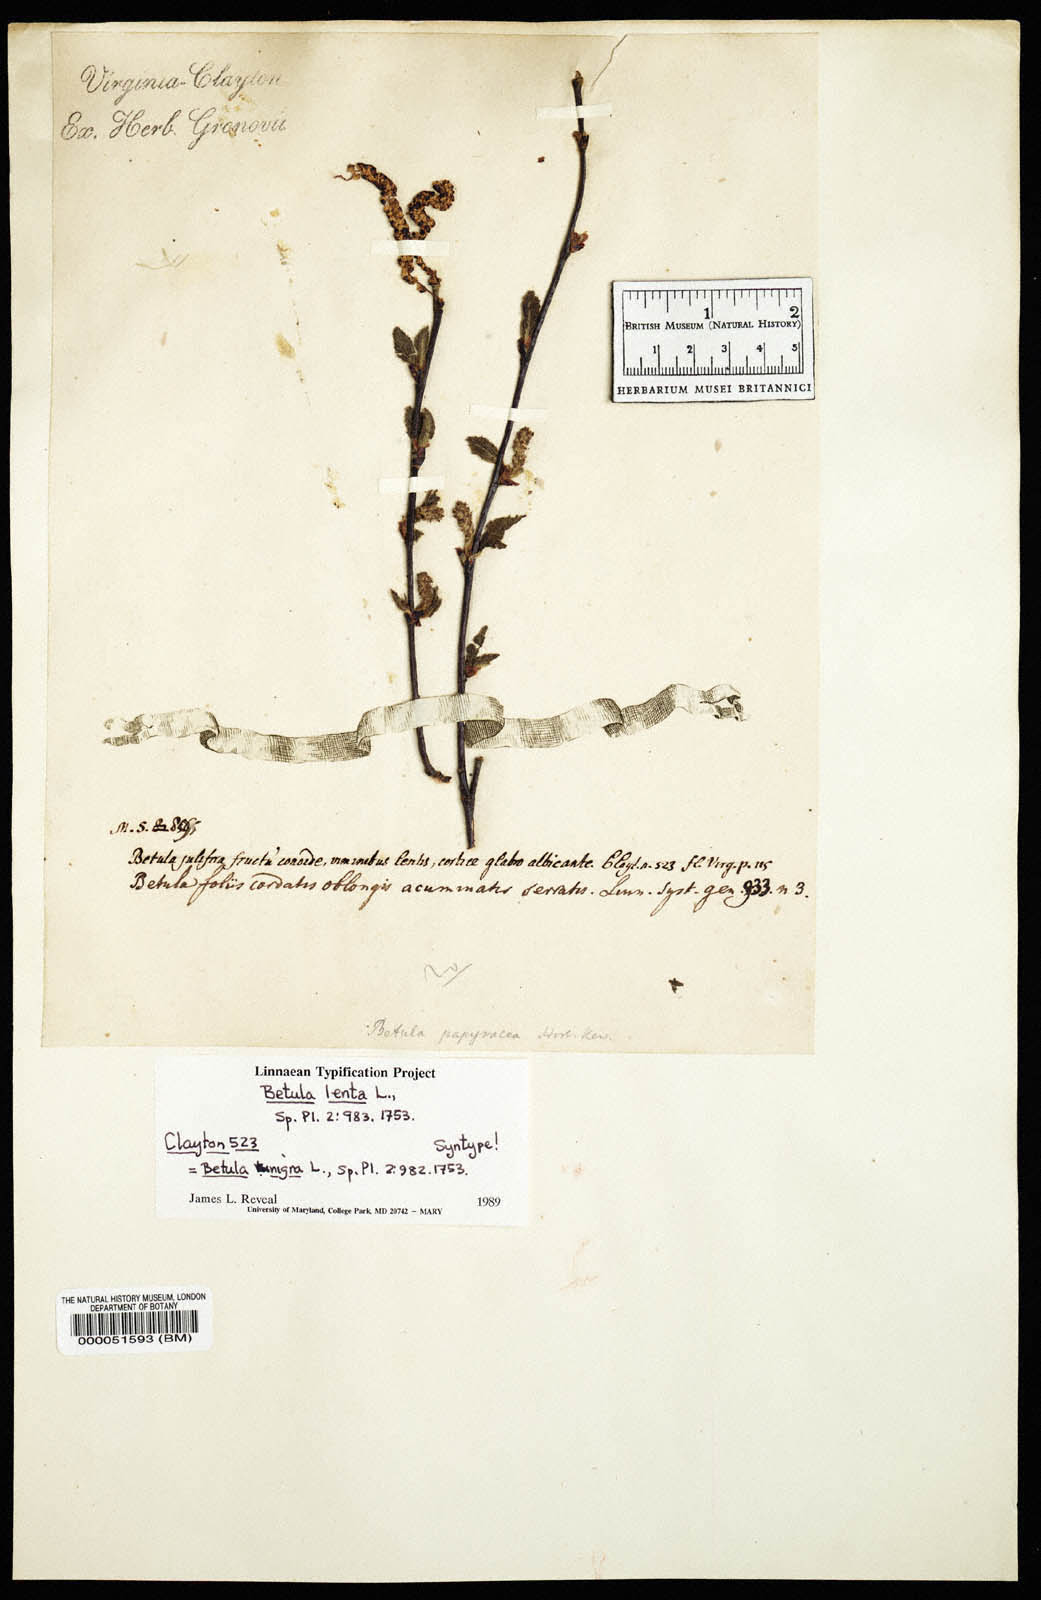 Virginia-Clayton
Ex. Herb. Gronovii
1 2
BRITISH MUSEUM (NATURAL HISTORY)
1 2 3 4 5
HERBARIUM MUSEI BRITANNICI
M. S.
Betula julifera fructu conoide, viminibus lentis, cortice glabro albicante. Clayt. n. 523 fl. Virg. p. 115
Betula foliis cordatis oblongis acuminatis serratis. Linn. Syst. gen. 933. n 3.
Betula papyracea Hort. Kew.
Linnaean Typification Project
Betula lenta L.,
Sp. Pl. 2: 983. 1753.
Clayton 523 Syntype!
= Betula nigra L., Sp. Pl. 2: 982. 1753.
James L. Reveal 1989
University of Maryland, College Park, MD 20742 – MARY
THE NATURAL HISTORY MUSEUM, LONDON
DEPARTMENT OF BOTANY
000051593 (BM)